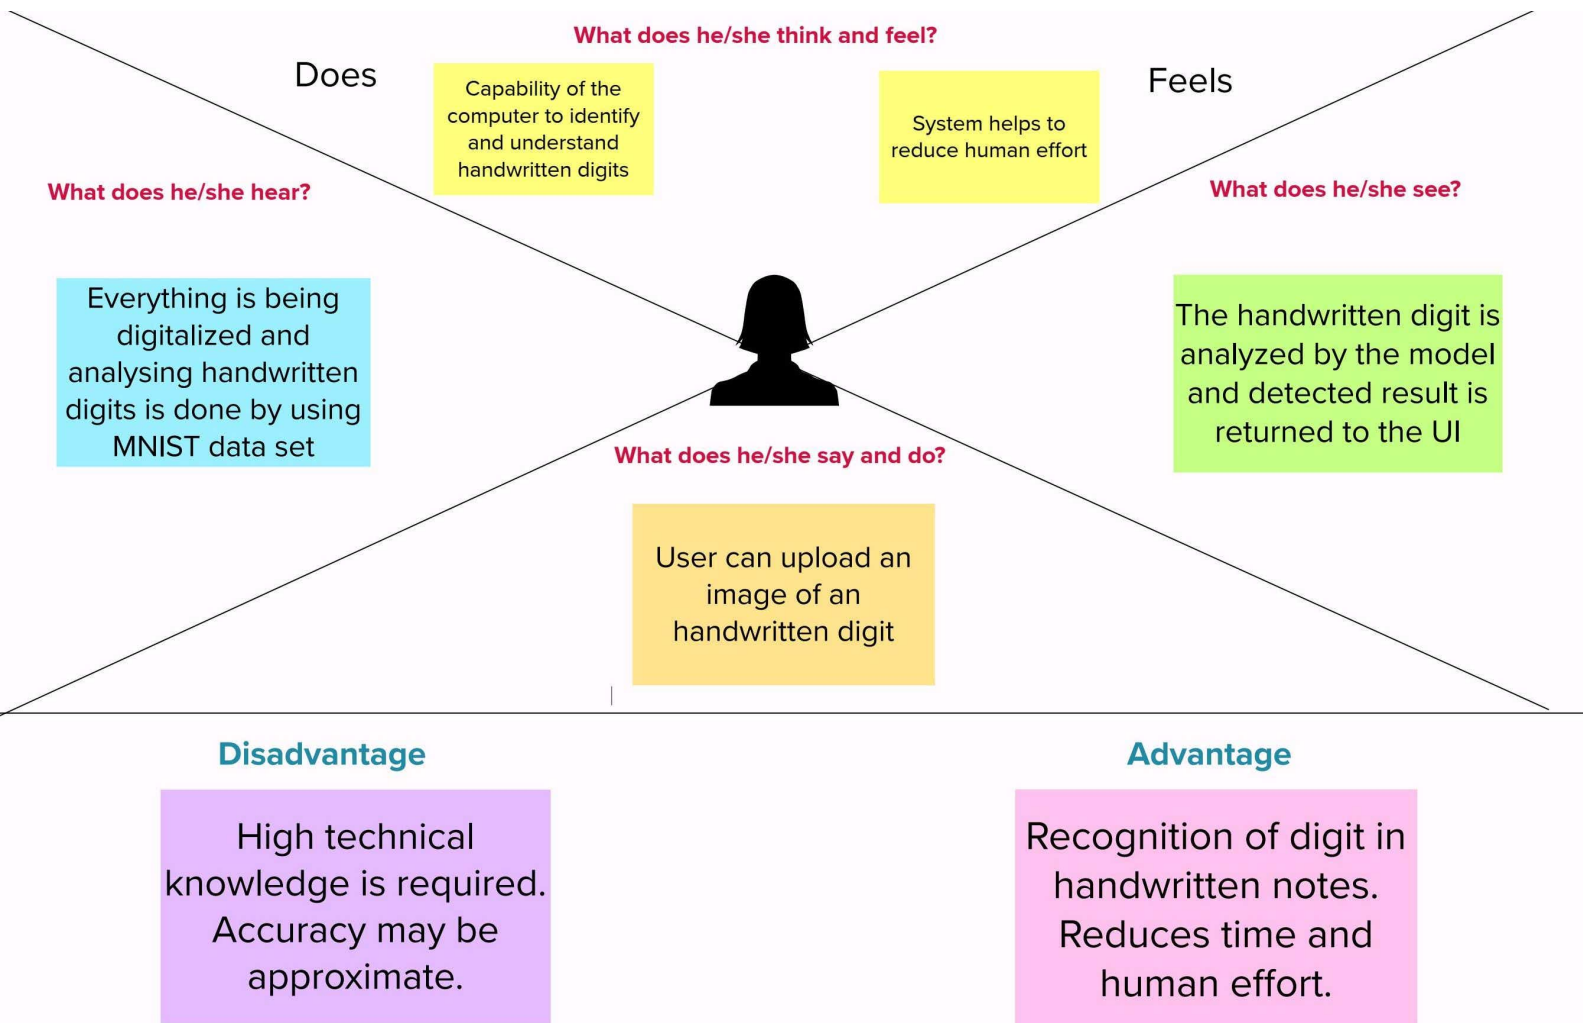 What does he/she think and feel?
Does
Feels
Capability of the
computer to identify
and understand
handwritten digits
System helps to
reduce human effort
What does he/she hear?
What does he/she see?
Everything is being
digitalized and
analysing handwritten
digits is done by using
MNIST data set
The handwritten digit is
analyzed by the model
and detected result is
returned to the UI
What does he/she say and do?
User can upload an
image of an
handwritten digit
Disadvantage
Advantage
High technical
knowledge is required.
Accuracy may be
approximate.
Recognition of digit in
handwritten notes.
Reduces time and
human effort.